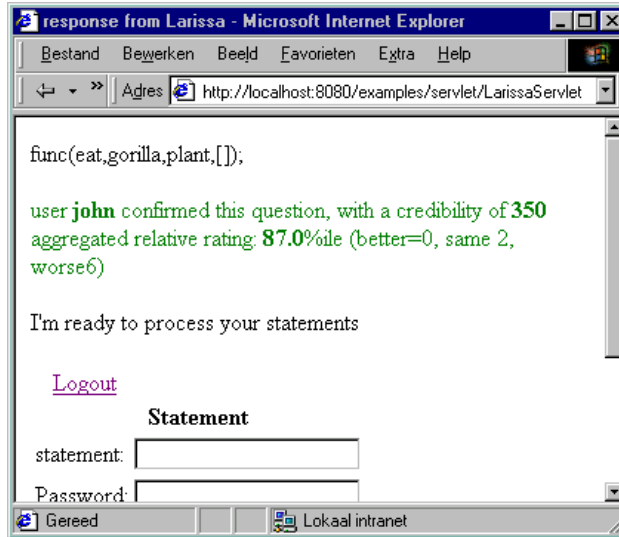 response from Larissa - Microsoft Internet Explorer
Bestand Bewerken Beeld Favorieten Extra Help
Adres http://localhost:8080/examples/servlet/LarissaServlet
func(eat,gorilla,plant,[]);
user john confirmed this question, with a credibility of 350
aggregated relative rating: 87.0%ile (better=0, same 2,
worse6)
I'm ready to process your statements
Logout
Statement
statement:
Password:
Gereed Lokaal intranet